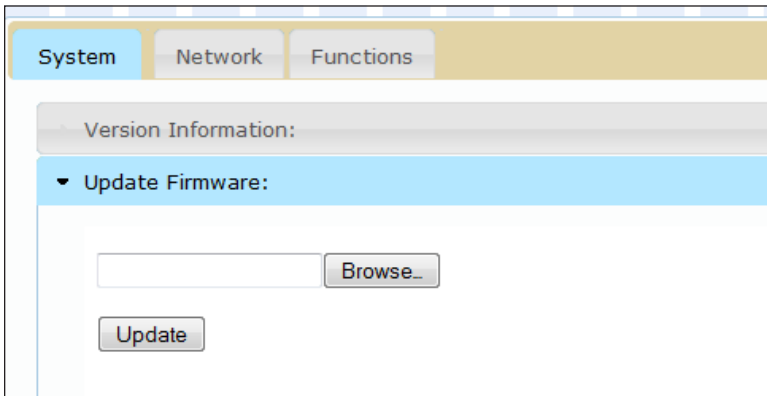 System Network Functions
Version Information:
Update Firmware:
Browse...
Update